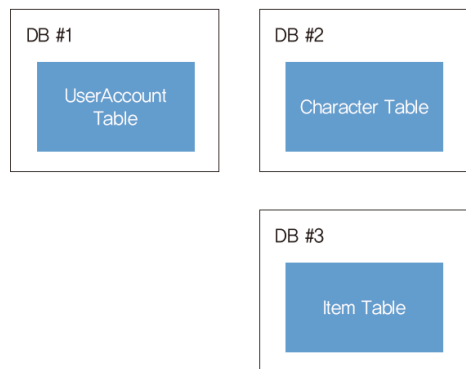 DB #1
UserAccount
Table
DB #2
Character Table
DB #3
Item Table